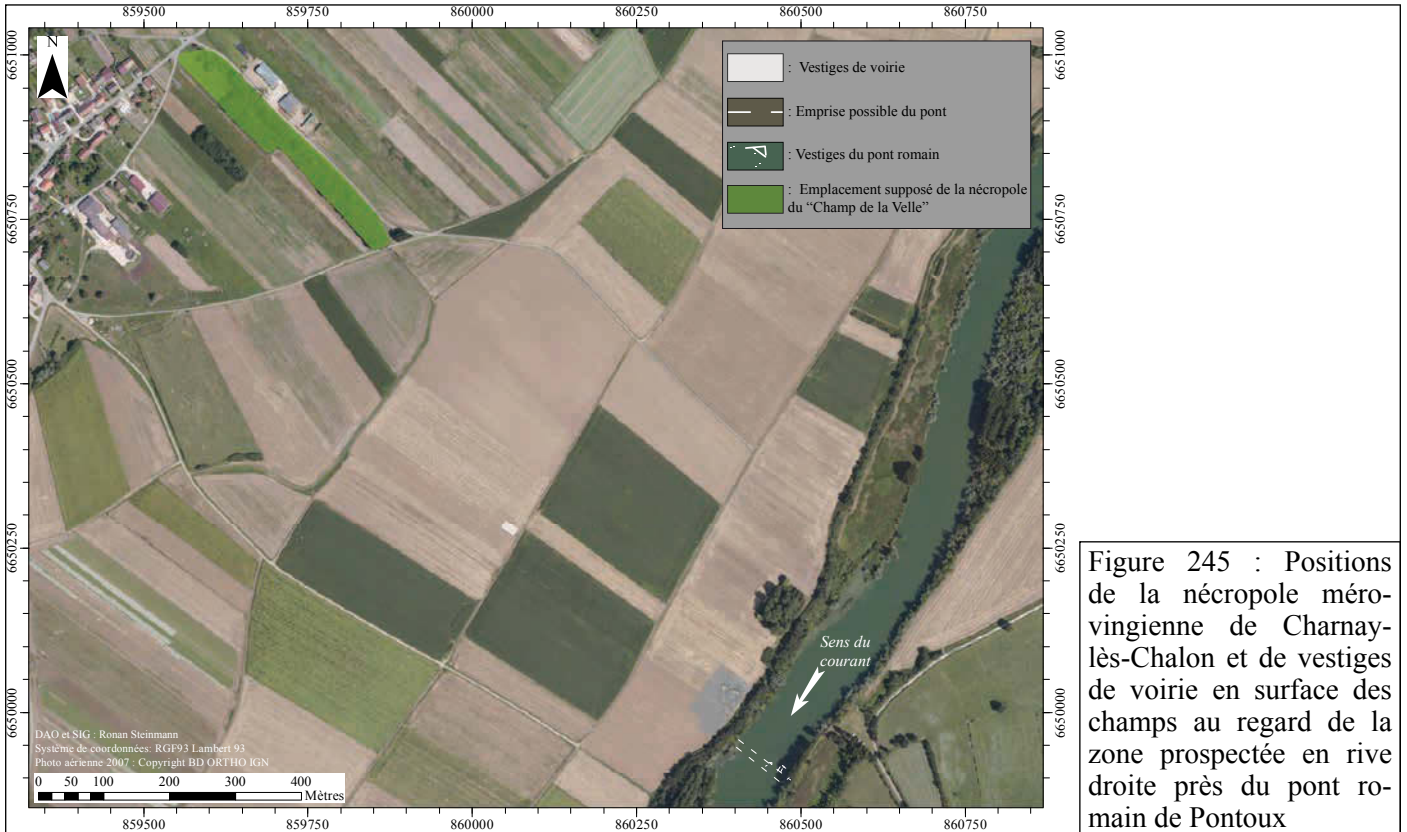 859500 859750 860000 860250 860500 860750
6651000
6650750
6650500
6650250
6650000
N
: Vestiges de voirie
: Emprise possible du pont
: Vestiges du pont romain
: Emplacement supposé de la nécropole
du “Champ de la Velle”
6651000
6650750
6650500
6650250
6650000
Sens du
courant
DAO et SIG : Ronan Steinmann
Système de coordonnées: RGF93 Lambert 93
Photo aérienne 2007 : Copyright BD ORTHO IGN
0 50 100 200 300 400
Mètres
859500 859750 860000 860250 860500 860750
Figure 245 : Positions
de la nécropole méro-
vingienne de Charnay-
lès-Chalon et de vestiges
de voirie en surface des
champs au regard de la
zone prospectée en rive
droite près du pont ro-
main de Pontoux